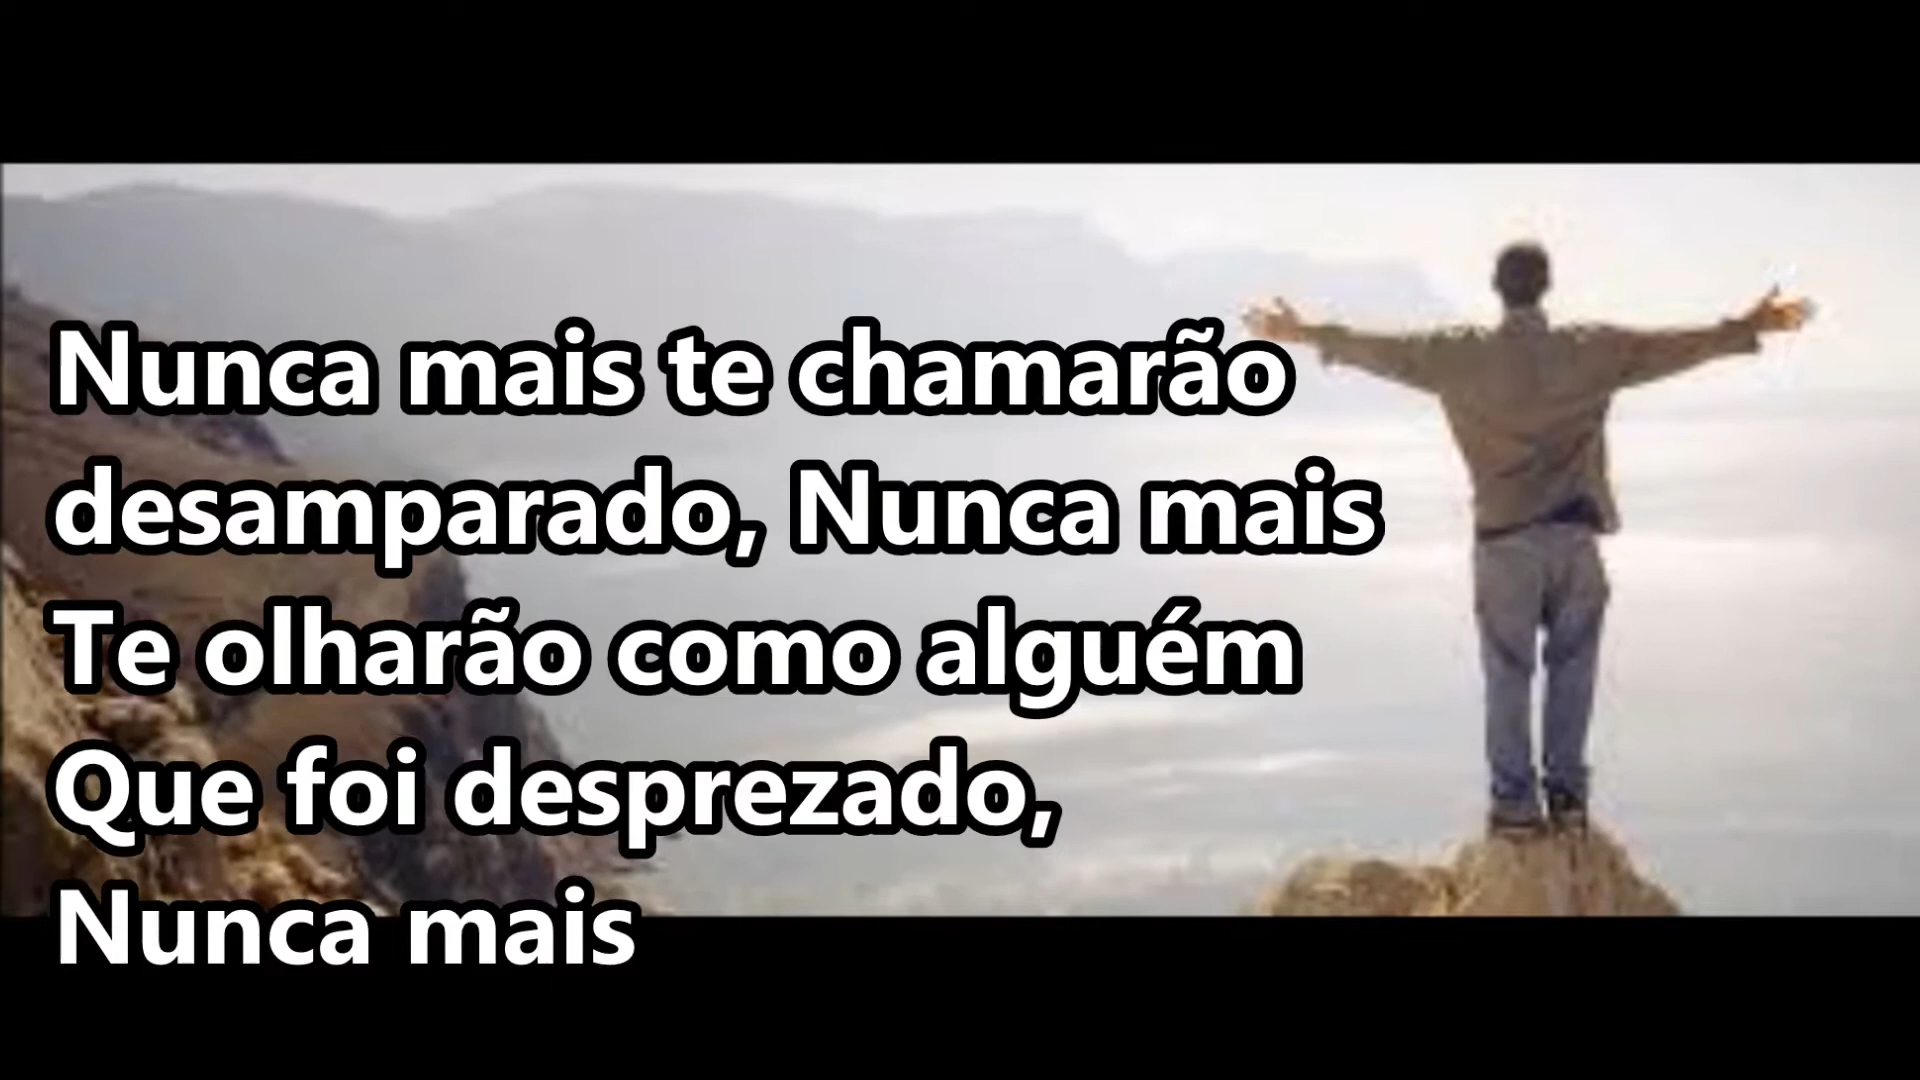 Nunca mais te chamarão
desamparado, Nunca mais
Te olharão como alguém
Que foi desprezado,
Nunca mais